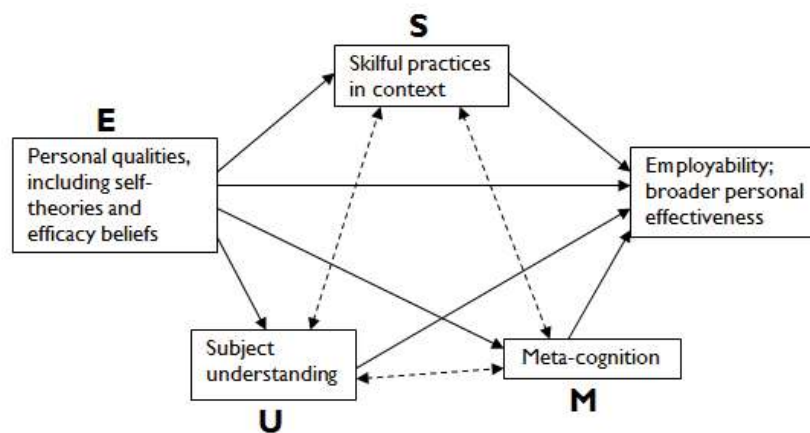 S
Skilful practices
in context
E
Personal qualities,
including self-
theories and
efficacy beliefs
Employability;
broader personal
effectiveness
Subject
understanding
U
Meta-cognition
M